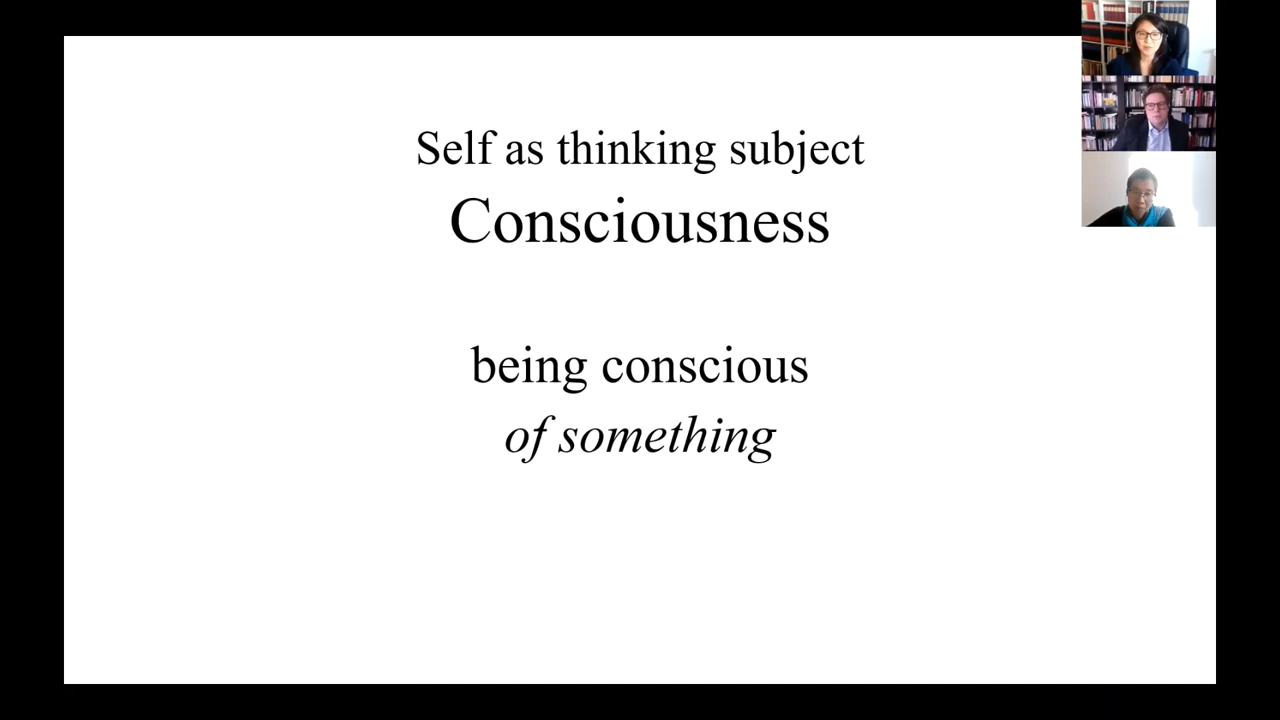 Self as thinking subject
Consciousness
being conscious
of something